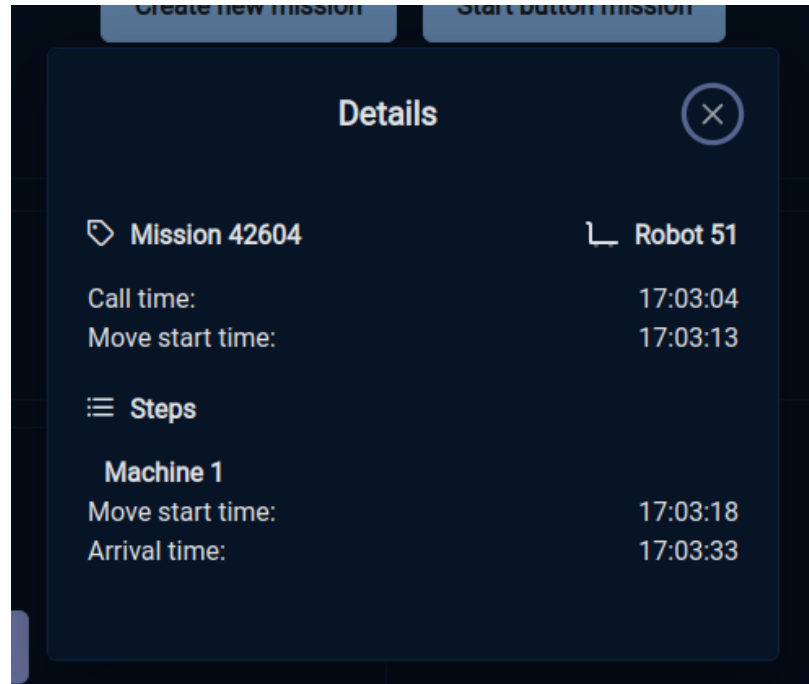 Create new mission
Start button mission
Details
Mission 42604
Robot 51
Call time: 17:03:04
Move start time: 17:03:13
Steps
Machine 1
Move start time: 17:03:18
Arrival time: 17:03:33